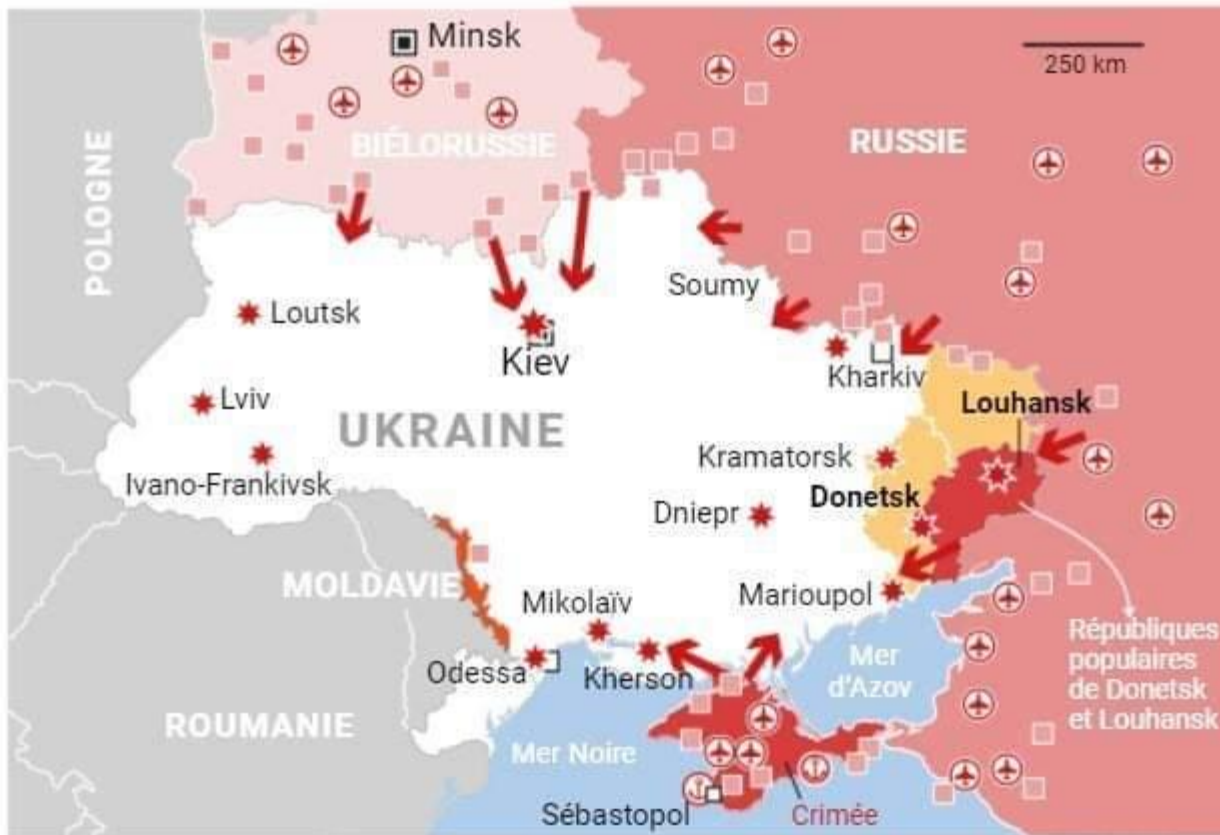 Minsk
250 km
BIÉLORUSSIE
RUSSIE
POLOGNE
Soumy
Loutsk
Kiev
Kharkiv
Lviv
Louhansk
UKRAINE
Kramatorsk
Ivano-Frankivsk
Donetsk
Dniepr
MOLDAVIE
Mikolaïv
Marioupol
Républiques
populaires
de Donetsk
et Louhansk
Mer
d'Azov
Odessa
Kherson
ROUMANIE
Mer Noire
Sébastopol
Crimée